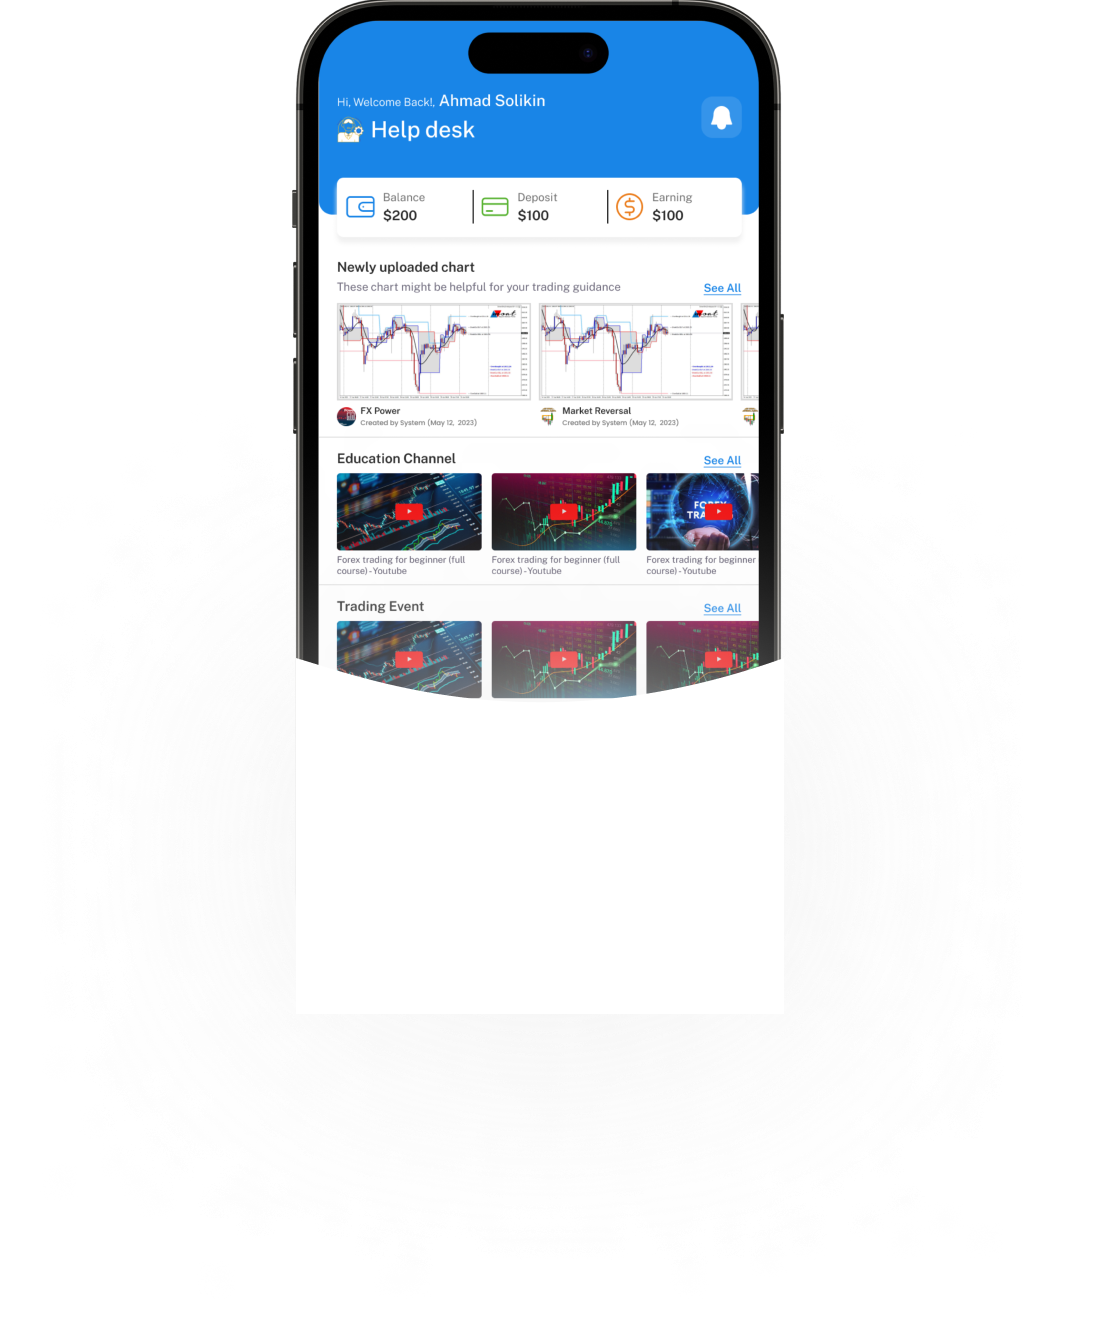 Hi, Welcome Back!, Ahmad Solikin
Help desk
Balance
$200
Deposit
$100
Earning
$100
Newly uploaded chart
These chart might be helpful for your trading guidance
See All
FX Power
Created by System (May 12, 2023)
Market Reversal
Created by System (May 12, 2023)
Education Channel
See All
Forex trading for beginner (full
course) - Youtube
Forex trading for beginner (full
course) - Youtube
Forex trading for beginner
course) - Youtube
Trading Event
See All